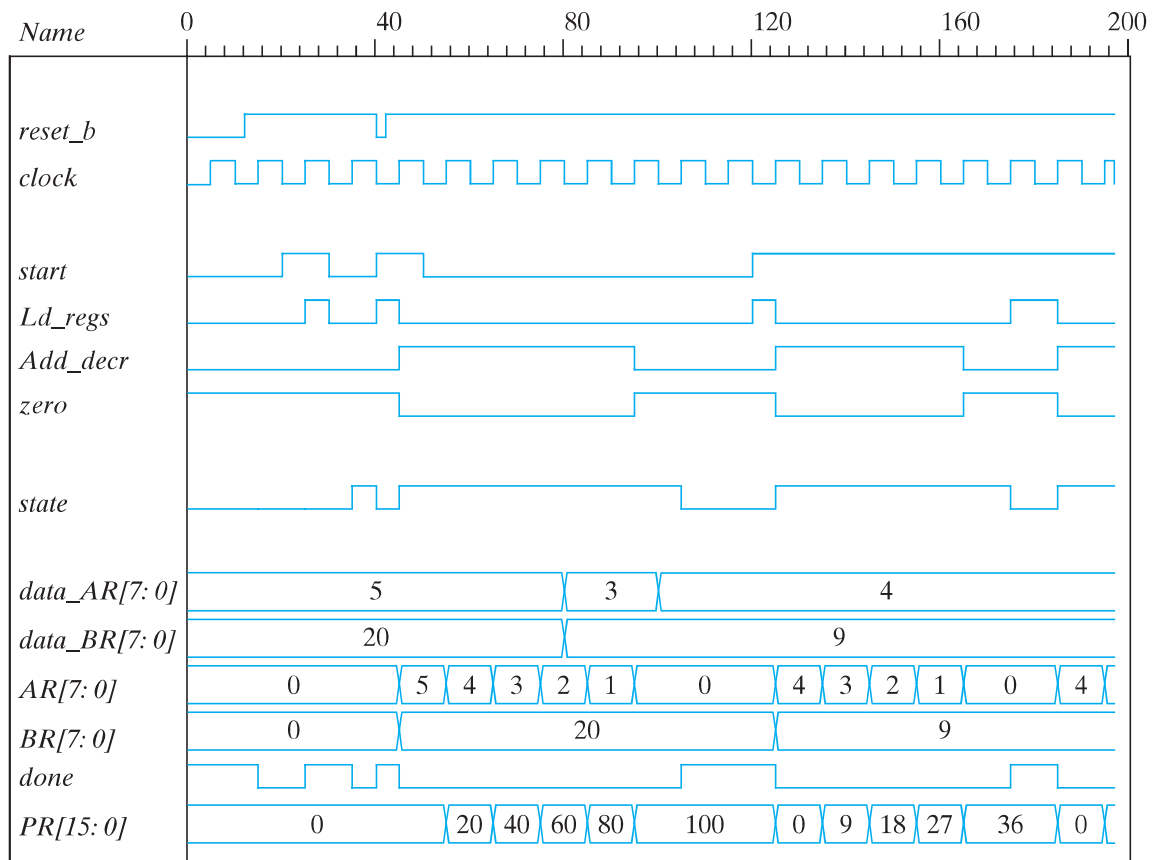 Name 0 40 80 120 160 200
reset_b
clock
start
Ld_regs
Add_decr
zero
state
data_AR[7: 0] 5 3 4
data_BR[7: 0] 20 9
AR[7: 0] 0 5 4 3 2 1 0 4 3 2 1 0 4
BR[7: 0] 0 20 9
done
PR[15: 0] 0 20 40 60 80 100 0 9 18 27 36 0